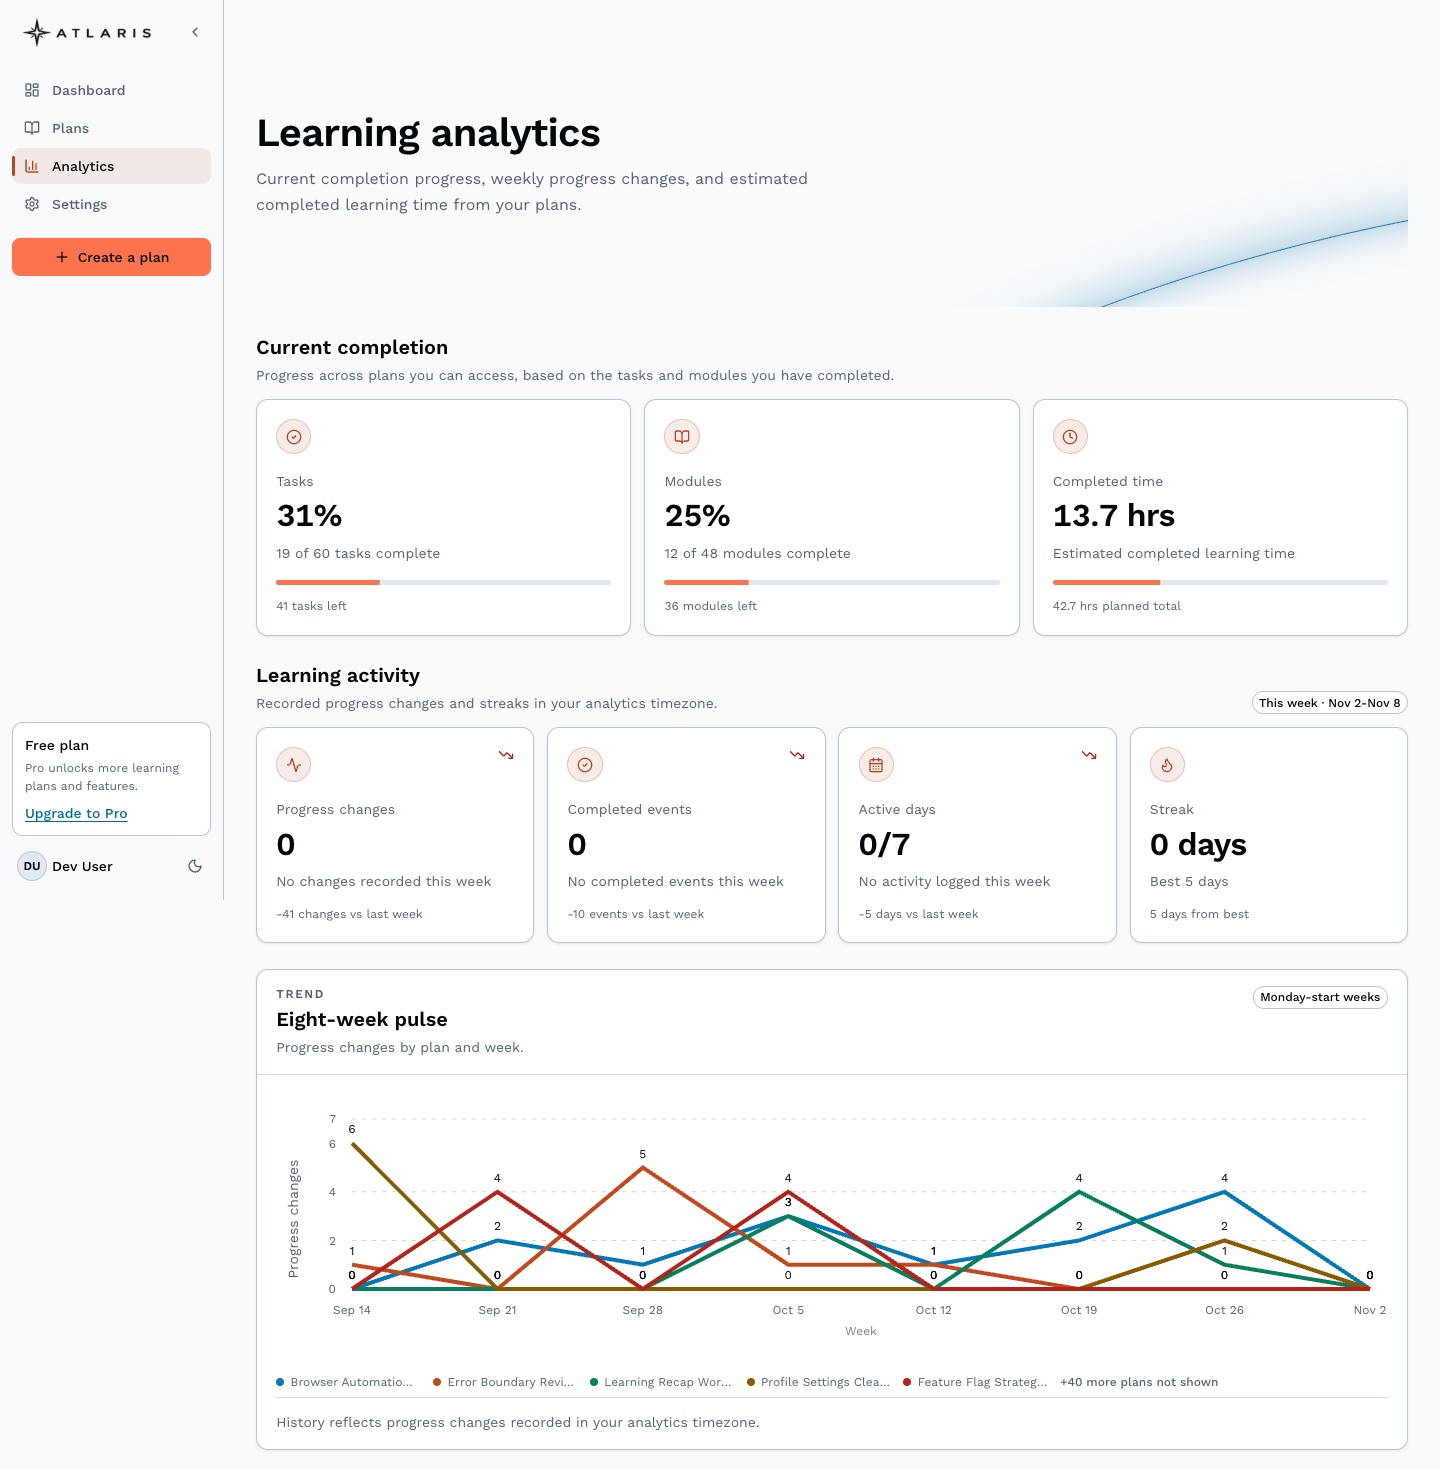 ATLARIS
Dashboard
Plans
Analytics
Settings
Create a plan
Free plan
Pro unlocks more learning
plans and features.
Upgrade to Pro
DU Dev User
Learning analytics
Current completion progress, weekly progress changes, and estimated
completed learning time from your plans.
Current completion
Progress across plans you can access, based on the tasks and modules you have completed.
Tasks
31%
19 of 60 tasks complete
41 tasks left
Modules
25%
12 of 48 modules complete
36 modules left
Completed time
13.7 hrs
Estimated completed learning time
42.7 hrs planned total
Learning activity
Recorded progress changes and streaks in your analytics timezone.
This week · Nov 2-Nov 8
Progress changes
0
No changes recorded this week
-41 changes vs last week
Completed events
0
No completed events this week
-10 events vs last week
Active days
0/7
No activity logged this week
-5 days vs last week
Streak
0 days
Best 5 days
5 days from best
TREND
Eight-week pulse
Progress changes by plan and week.
Monday-start weeks
Progress changes
7
6
4
2
0
6
1
0
4
2
0
5
1
0
4
3
1
0
1
0
4
2
0
4
2
1
0
0
Sep 14 Sep 21 Sep 28 Oct 5 Oct 12 Oct 19 Oct 26 Nov 2
Week
Browser Automatio... Error Boundary Revi... Learning Recap Wor... Profile Settings Clea... Feature Flag Strateg... +40 more plans not shown
History reflects progress changes recorded in your analytics timezone.